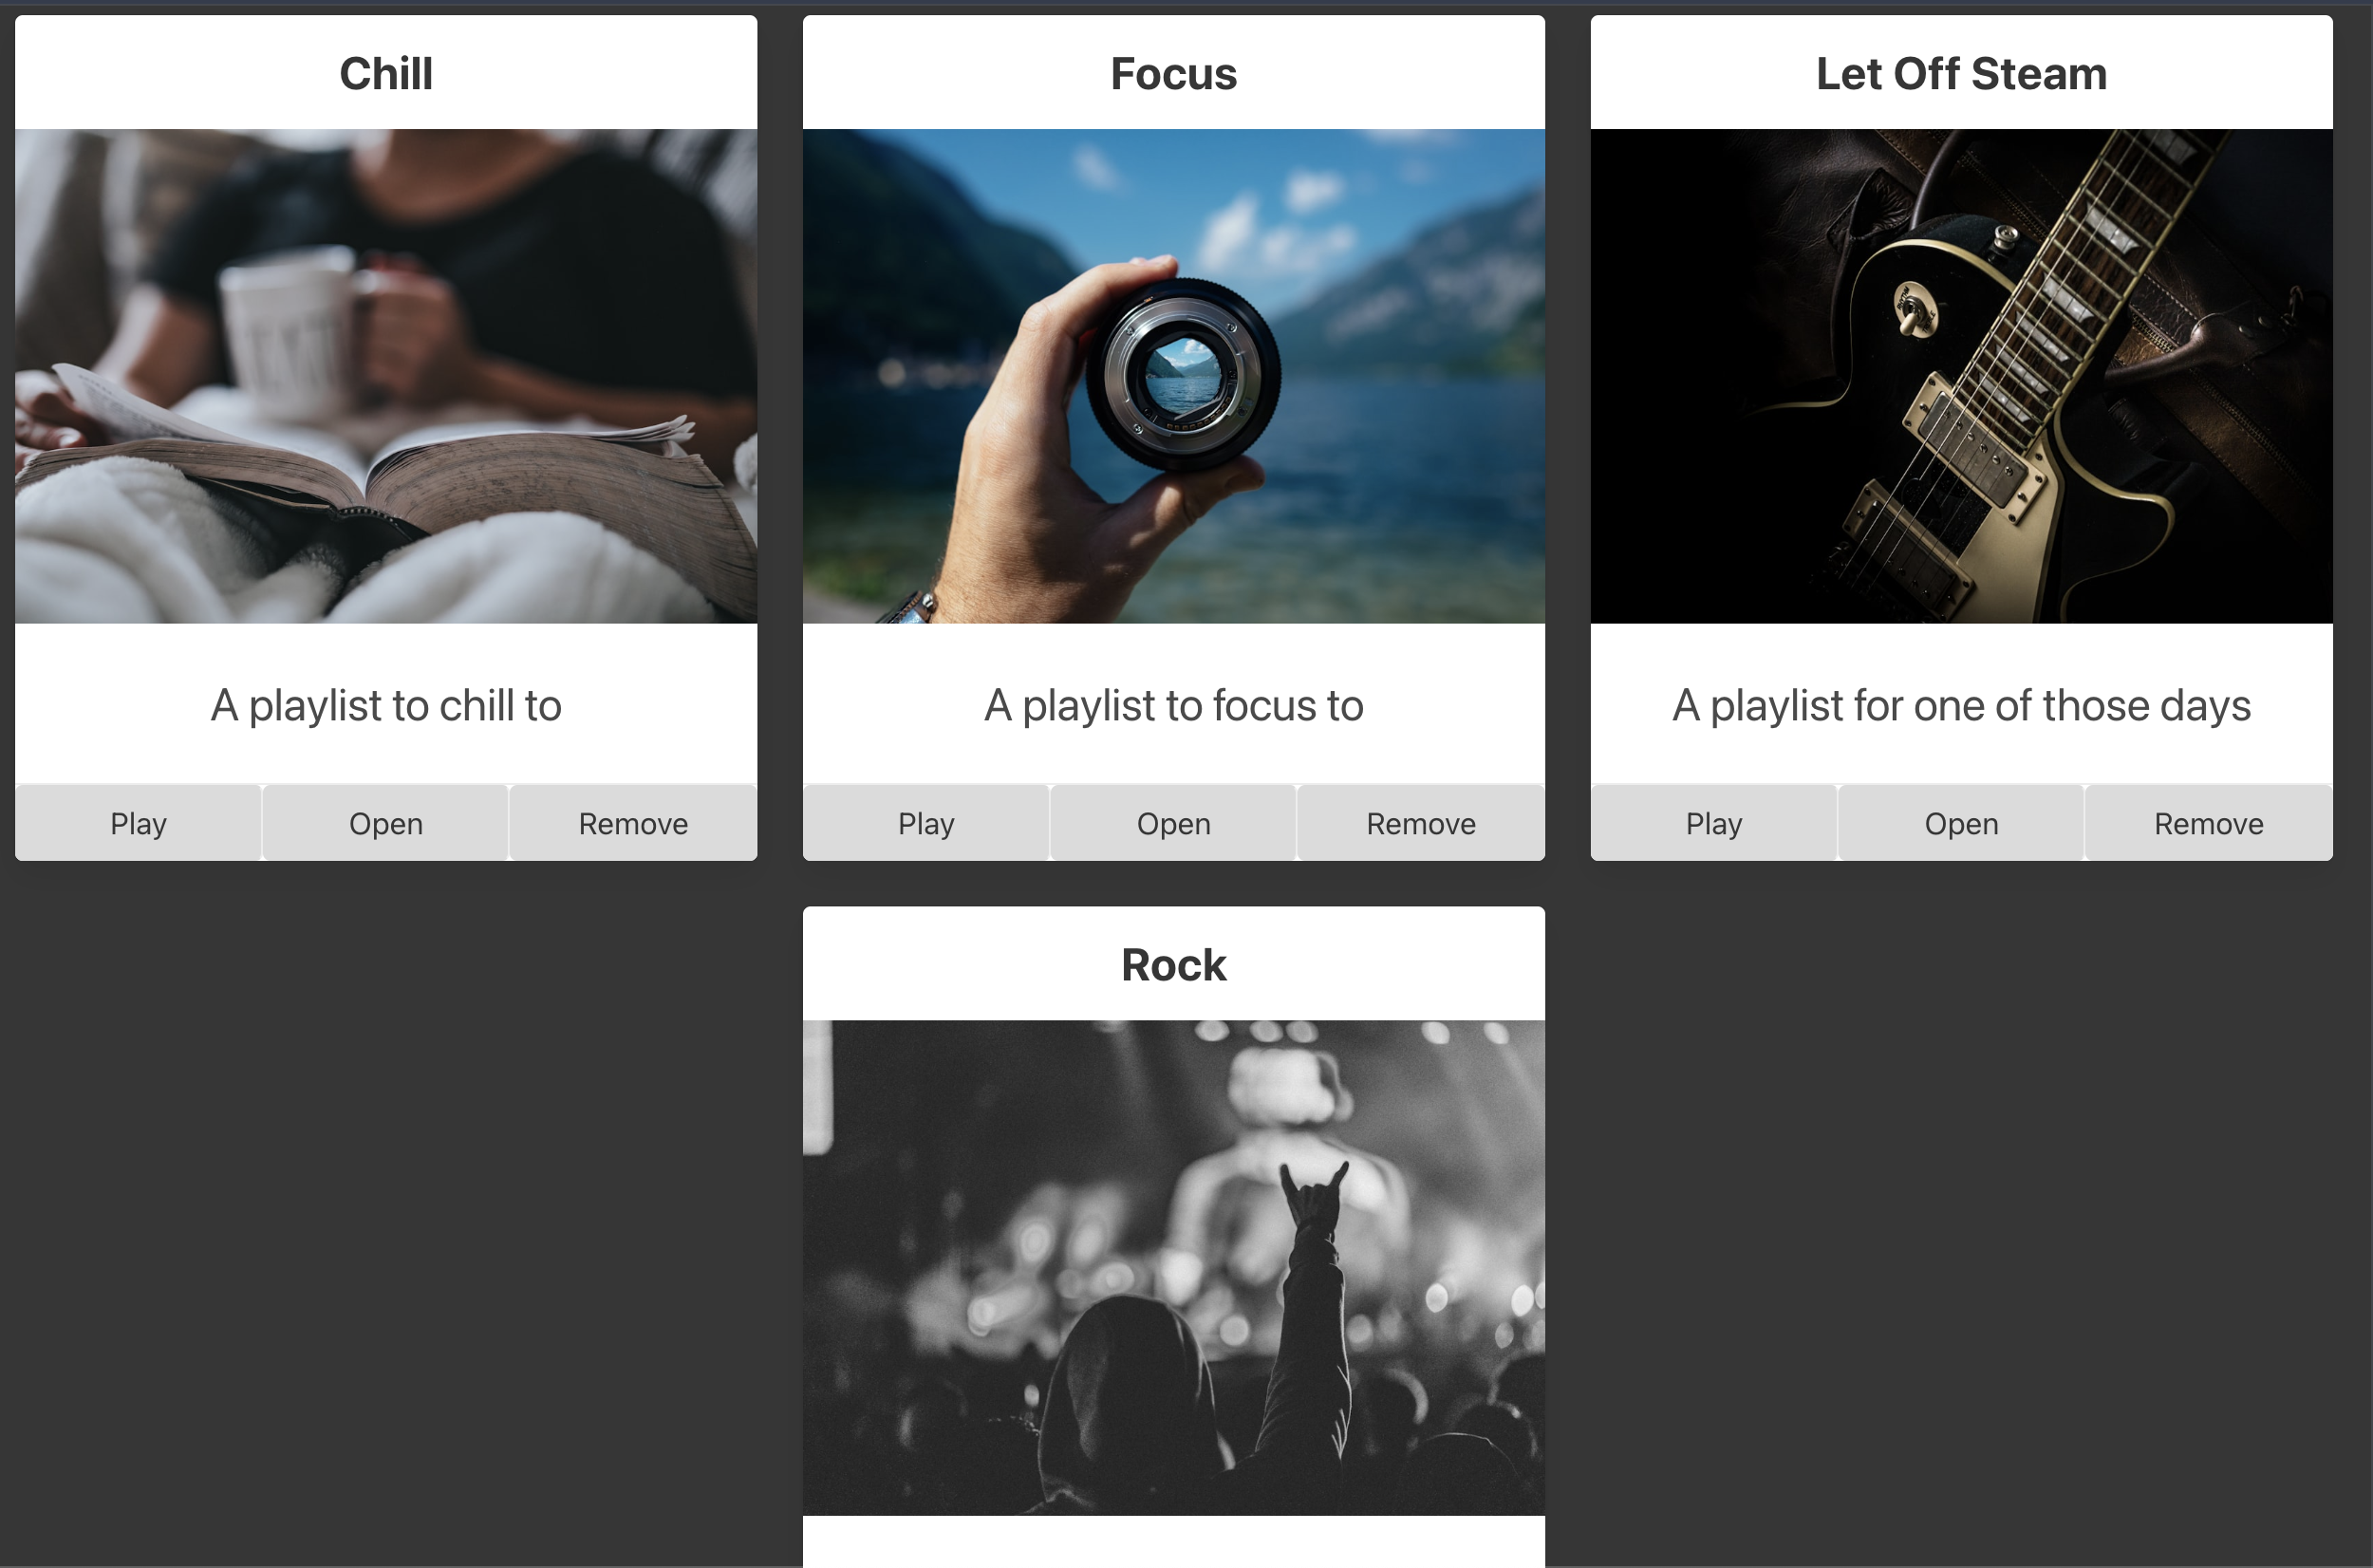 Chill
Focus
Let Off Steam
A playlist to chill to
A playlist to focus to
A playlist for one of those days
Play
Open
Remove
Play
Open
Remove
Play
Open
Remove
Rock